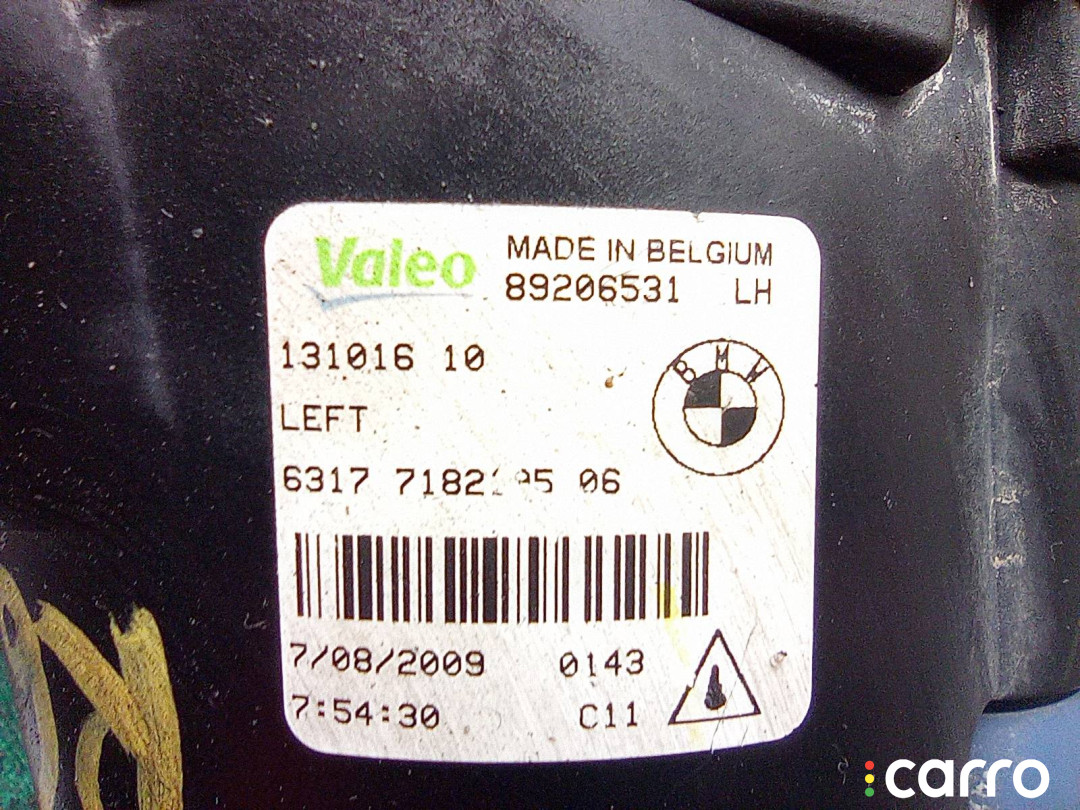 Valeo MADE IN BELGIUM
89206531 LH
131016 10
BMW
LEFT
6317 06
7/08/2009 0143
7:54:30 C11
carro